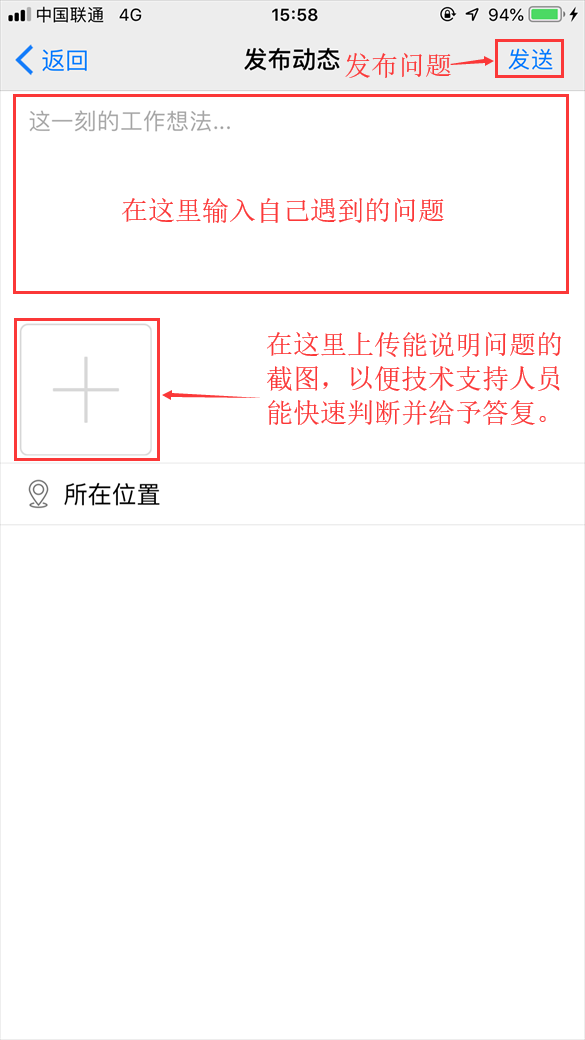 中国联通 4G 15:58 94%
返回 发布动态 发布问题 发送
这一刻的工作想法...
在这里输入自己遇到的问题
在这里上传能说明问题的
截图，以便技术支持人员
能快速判断并给予答复。
所在位置